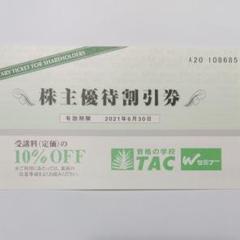 ARY TICKET FOR SHAREHOLDERS
A20 108685
株主優待割引券
有効期限 2021年6月30日
受講料(定価)の
10%OFF
資格の学校
TAC
Wセミナー